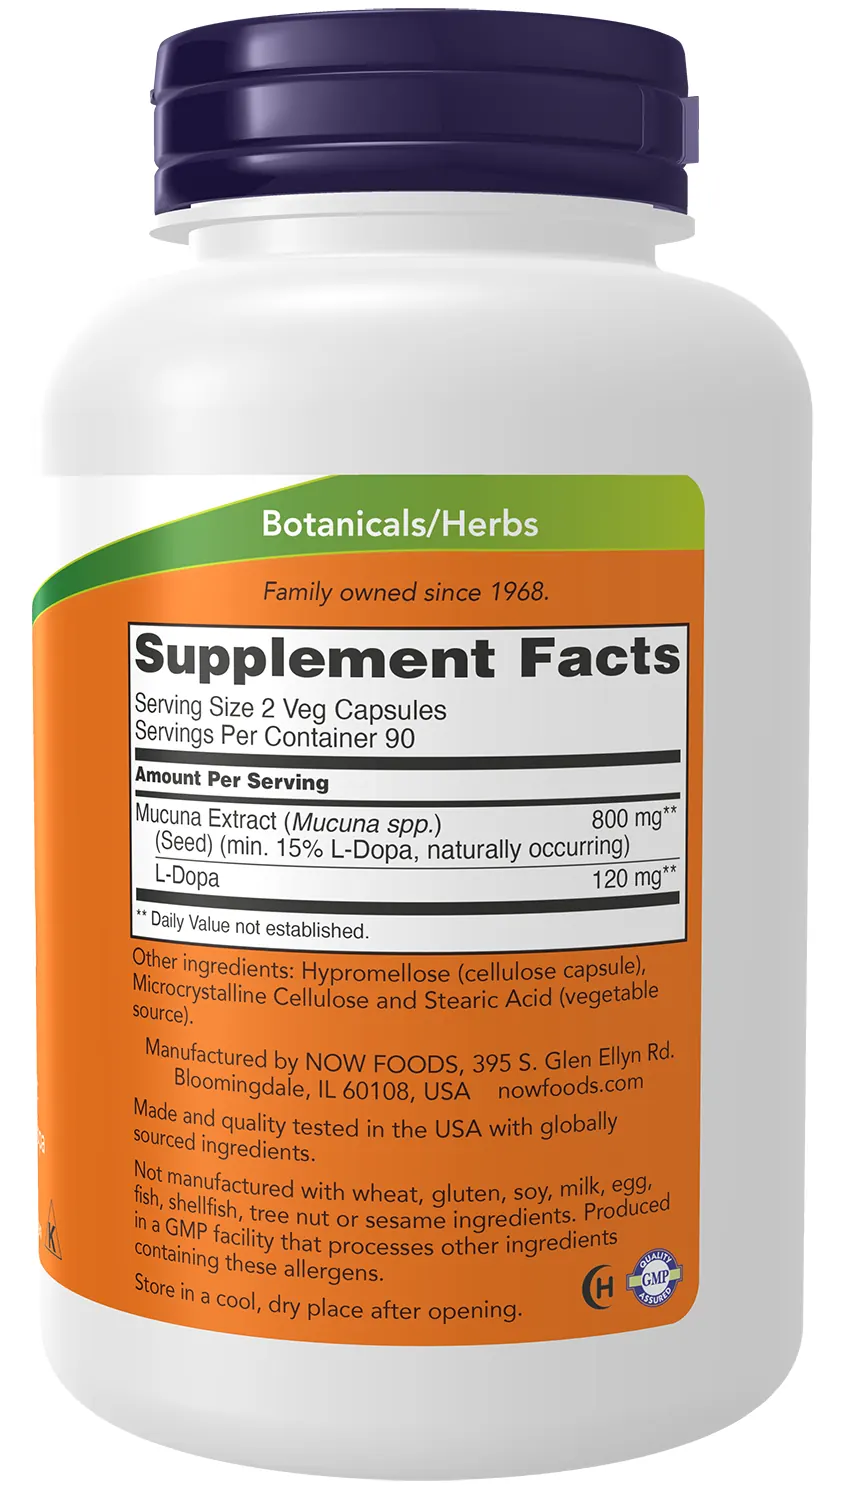 Botanicals/Herbs
Family owned since 1968.
Supplement Facts
Serving Size 2 Veg Capsules
Servings Per Container 90
Amount Per Serving
Mucuna Extract (Mucuna spp.) 800 mg**
(Seed) (min. 15% L-Dopa, naturally occurring)
L-Dopa 120 mg**
** Daily Value not established.
Other ingredients: Hypromellose (cellulose capsule),
Microcrystalline Cellulose and Stearic Acid (vegetable
source).
Manufactured by NOW FOODS, 395 S. Glen Ellyn Rd.
Bloomingdale, IL 60108, USA nowfoods.com
Made and quality tested in the USA with globally
sourced ingredients.
Not manufactured with wheat, gluten, soy, milk, egg,
fish, shellfish, tree nut or sesame ingredients. Produced
in a GMP facility that processes other ingredients
containing these allergens.
Store in a cool, dry place after opening.
K
H
QUALITY
GMP
ASSURED